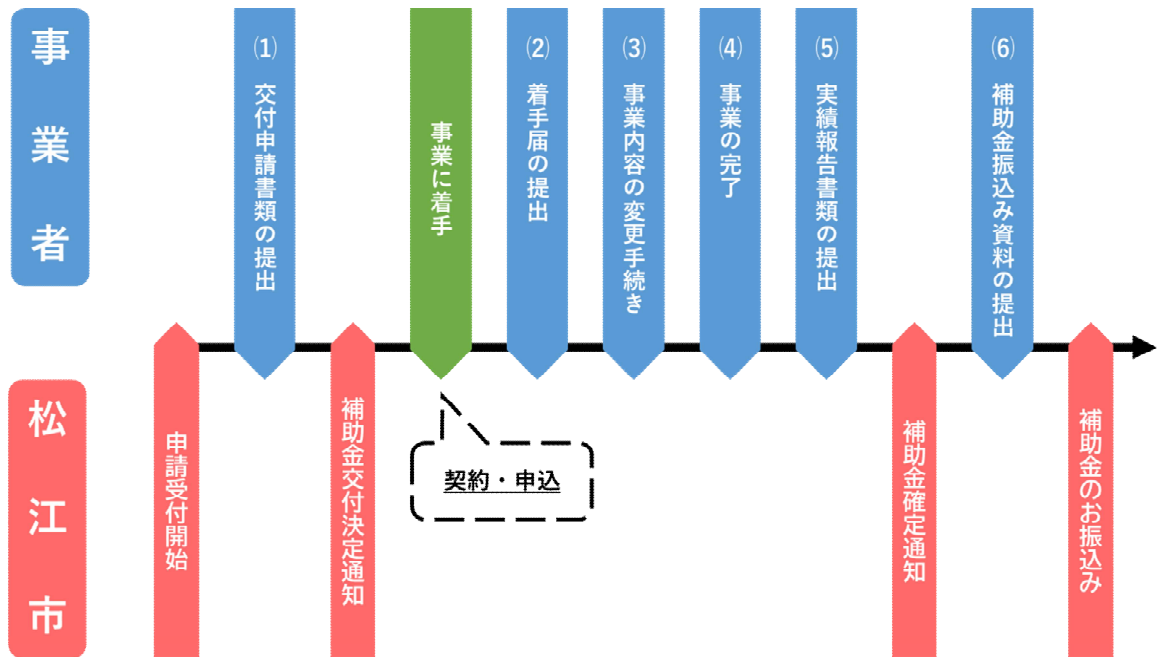 事業者
⑴ 交付申請書類の提出
事業に着手
⑵ 着手届の提出
⑶ 事業内容の変更手続き
⑷ 事業の完了
⑸ 実績報告書類の提出
⑹ 補助金振込み資料の提出
松江市
申請受付開始
補助金交付決定通知
契約・申込
補助金確定通知
補助金のお振込み